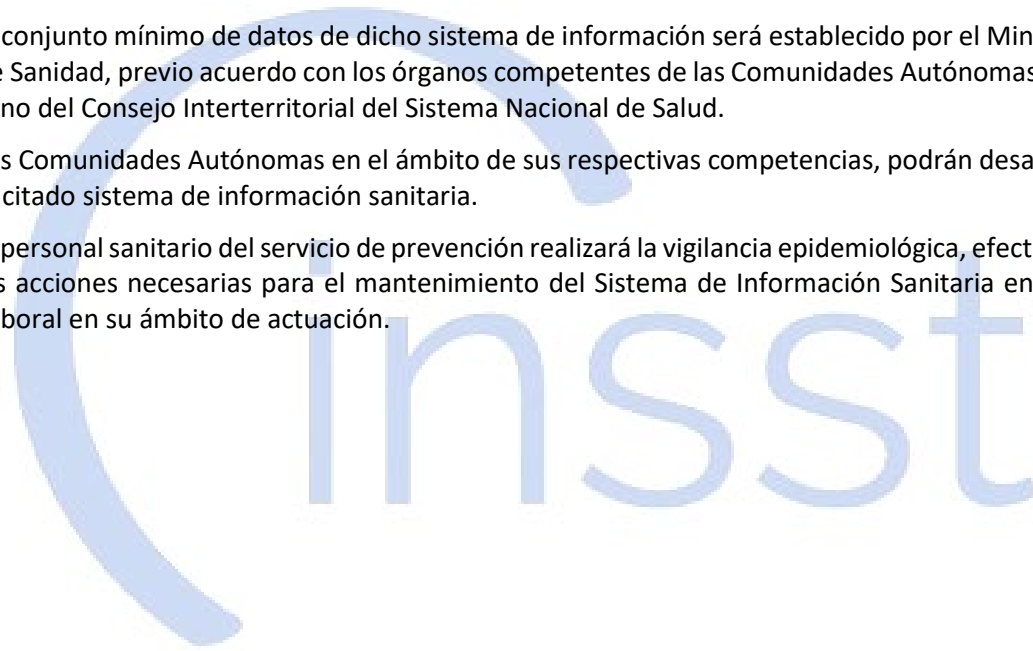 conjunto mínimo de datos de dicho sistema de información será establecido por el Min
e Sanidad, previo acuerdo con los órganos competentes de las Comunidades Autónomas
no del Consejo Interterritorial del Sistema Nacional de Salud.
s Comunidades Autónomas en el ámbito de sus respectivas competencias, podrán desa
citado sistema de información sanitaria.
personal sanitario del servicio de prevención realizará la vigilancia epidemiológica, efect
s acciones necesarias para el mantenimiento del Sistema de Información Sanitaria en
boral en su ámbito de actuación.
insst